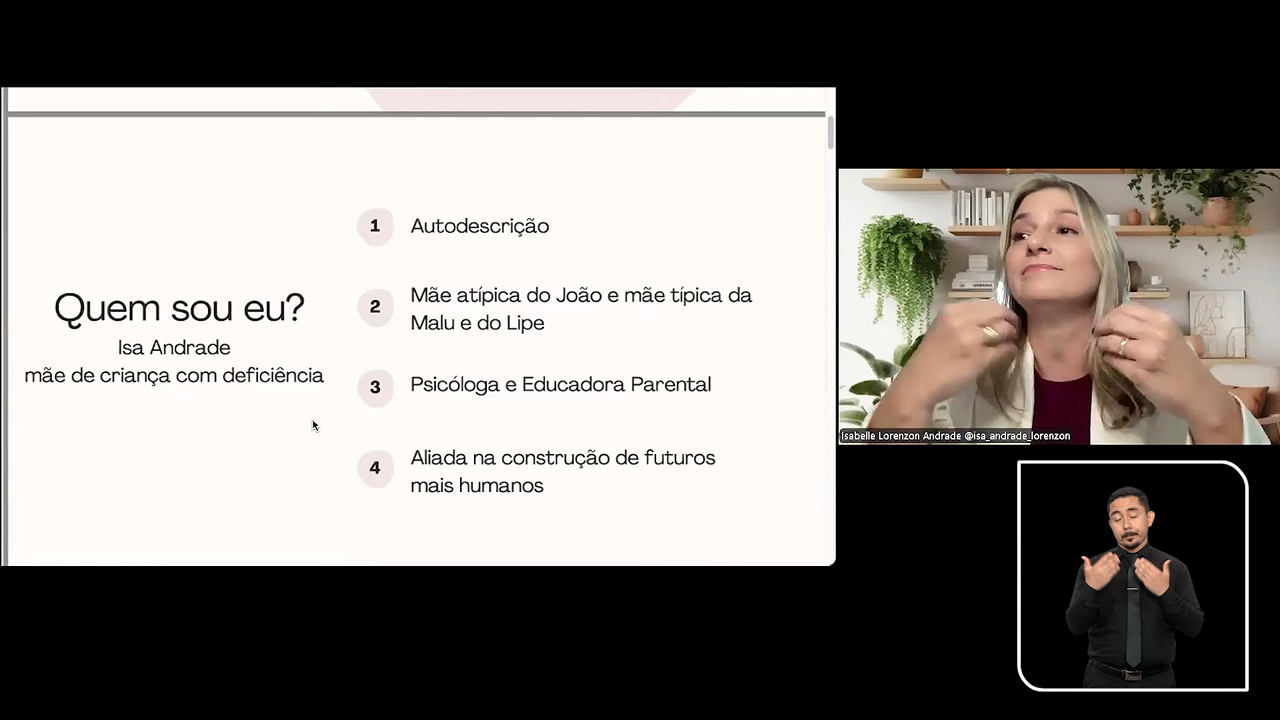 Quem sou eu?
Isa Andrade
mãe de criança com deficiência
1
Autodescrição
2
Mãe atípica do João e mãe típica da
Malu e do Lipe
3
Psicóloga e Educadora Parental
4
Aliada na construção de futuros
mais humanos
Isabelle Lorenzon Andrade @isa_andrade_lorenzon